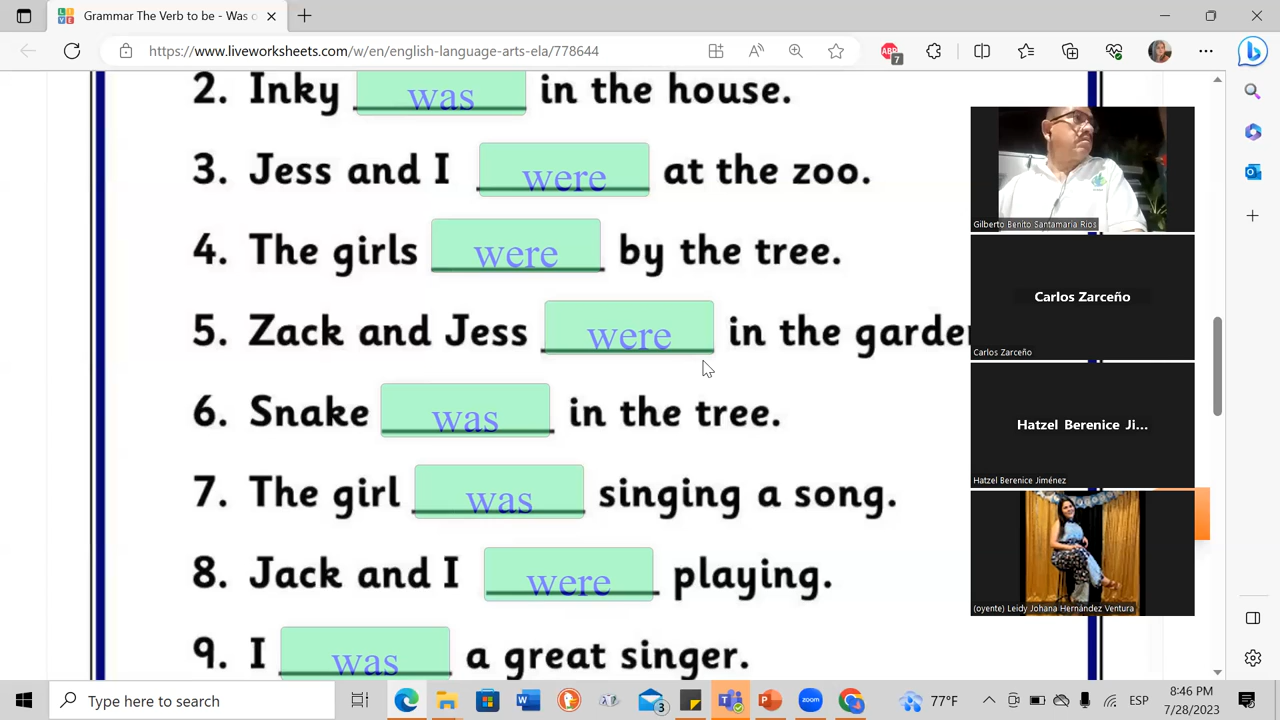 Grammar The Verb to be - Was o
https://www.liveworksheets.com/w/en/english-language-arts-ela/778644
ABP
7
2. Inky was in the house.
3. Jess and I were at the zoo.
4. The girls were by the tree.
5. Zack and Jess were in the garden
6. Snake was in the tree.
7. The girl was singing a song.
8. Jack and I were playing.
9. I was a great singer.
Gilberto Benito Santamaria Rios
Carlos Zarceño
Carlos Zarceño
Hatzel Berenice Ji...
Hatzel Berenice Jiménez
(oyente) Leidy Johana Hernández Ventura
Type here to search
3
zoom
77°F
ESP
8:46 PM
7/28/2023